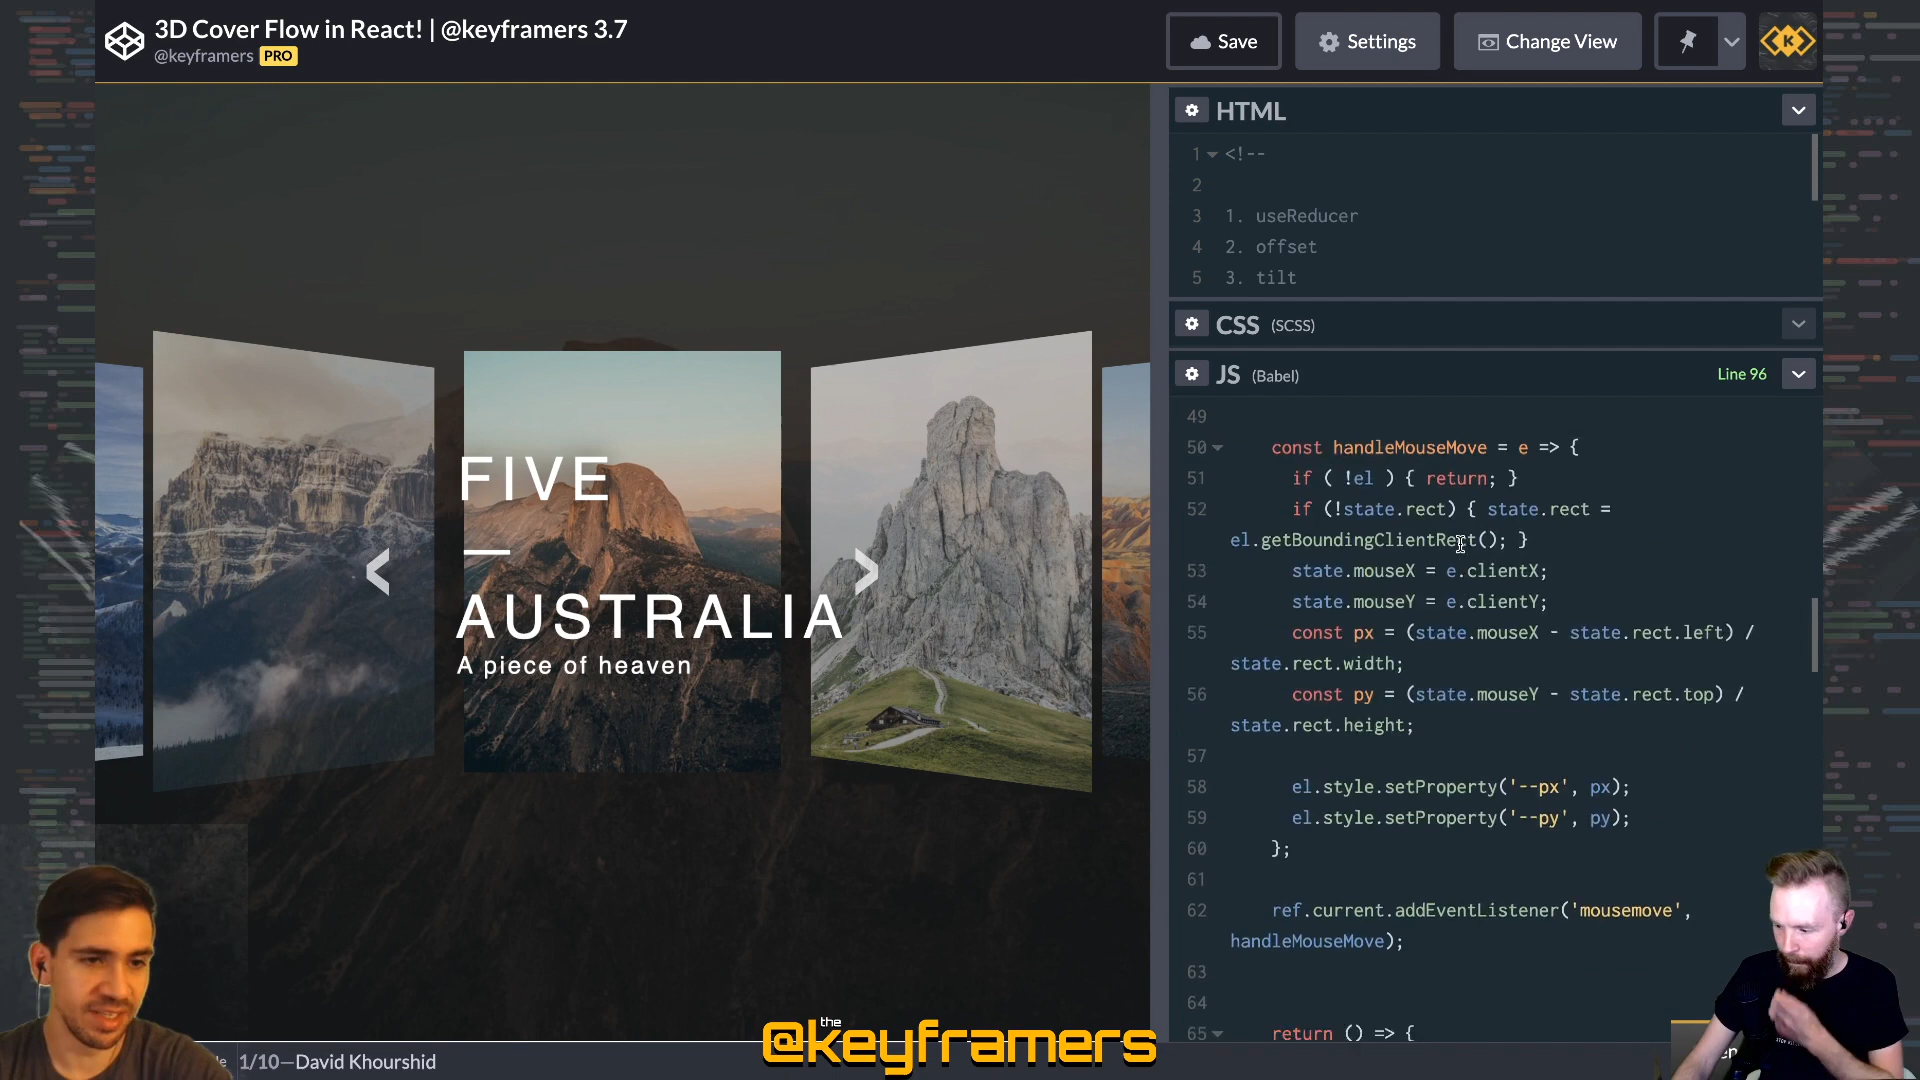 3D Cover Flow in React! | @keyframers 3.7
@keyframers PRO
Save
Settings
Change View
K
HTML
1 <!--
2
3 1. useReducer
4 2. offset
5 3. tilt
CSS (SCSS)
JS (Babel)
Line 96
49
50 const handleMouseMove = e => {
51 if ( !el ) { return; }
52 if (!state.rect) { state.rect =
el.getBoundingClientRect(); }
53 state.mouseX = e.clientX;
54 state.mouseY = e.clientY;
55 const px = (state.mouseX - state.rect.left) /
state.rect.width;
56 const py = (state.mouseY - state.rect.top) /
state.rect.height;
57
58 el.style.setProperty('--px', px);
59 el.style.setProperty('--py', py);
60 };
61
62 ref.current.addEventListener('mousemove',
handleMouseMove);
63
64
65 return () => {
FIVE
AUSTRALIA
A piece of heaven
1/10—David Khourshid
the
@keyframers